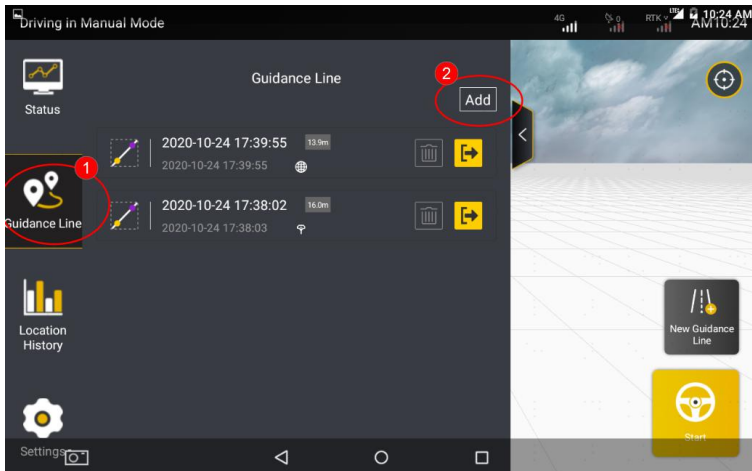 Driving in Manual Mode
4G
0
RTK
LTE
10:24 AM
AM10:24
Status
Guidance Line
2
Add
2020-10-24 17:39:55 13.9m
2020-10-24 17:39:55
1
Guidance Line
2020-10-24 17:38:02 16.0m
2020-10-24 17:38:03
Location
History
New Guidance
Line
Settings
Start